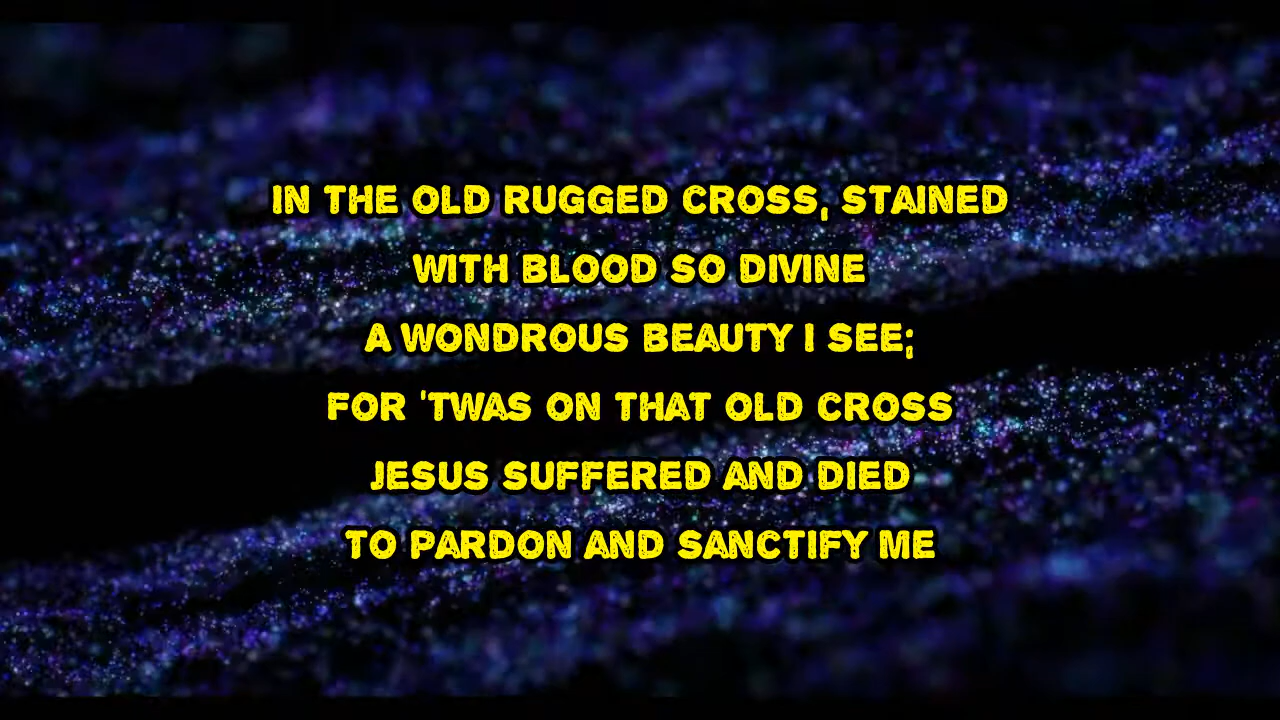 IN THE OLD RUGGED CROSS, STAINED
WITH BLOOD SO DIVINE
A WONDROUS BEAUTY I SEE;
FOR 'TWAS ON THAT OLD CROSS
JESUS SUFFERED AND DIED
TO PARDON AND SANCTIFY ME